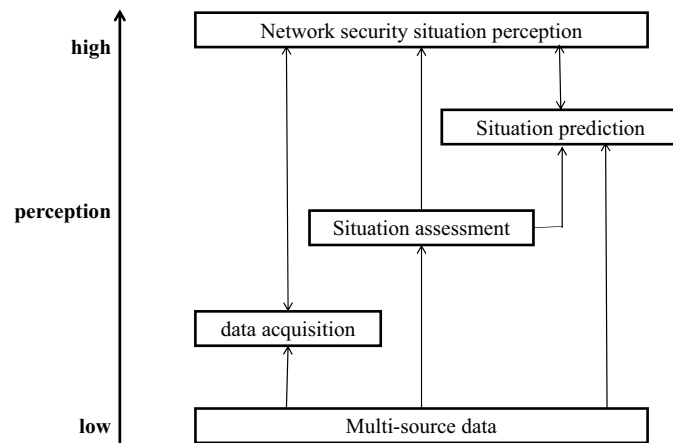 Network security situation perception
high
Situation prediction
perception
Situation assessment
data acquisition
low
Multi-source data